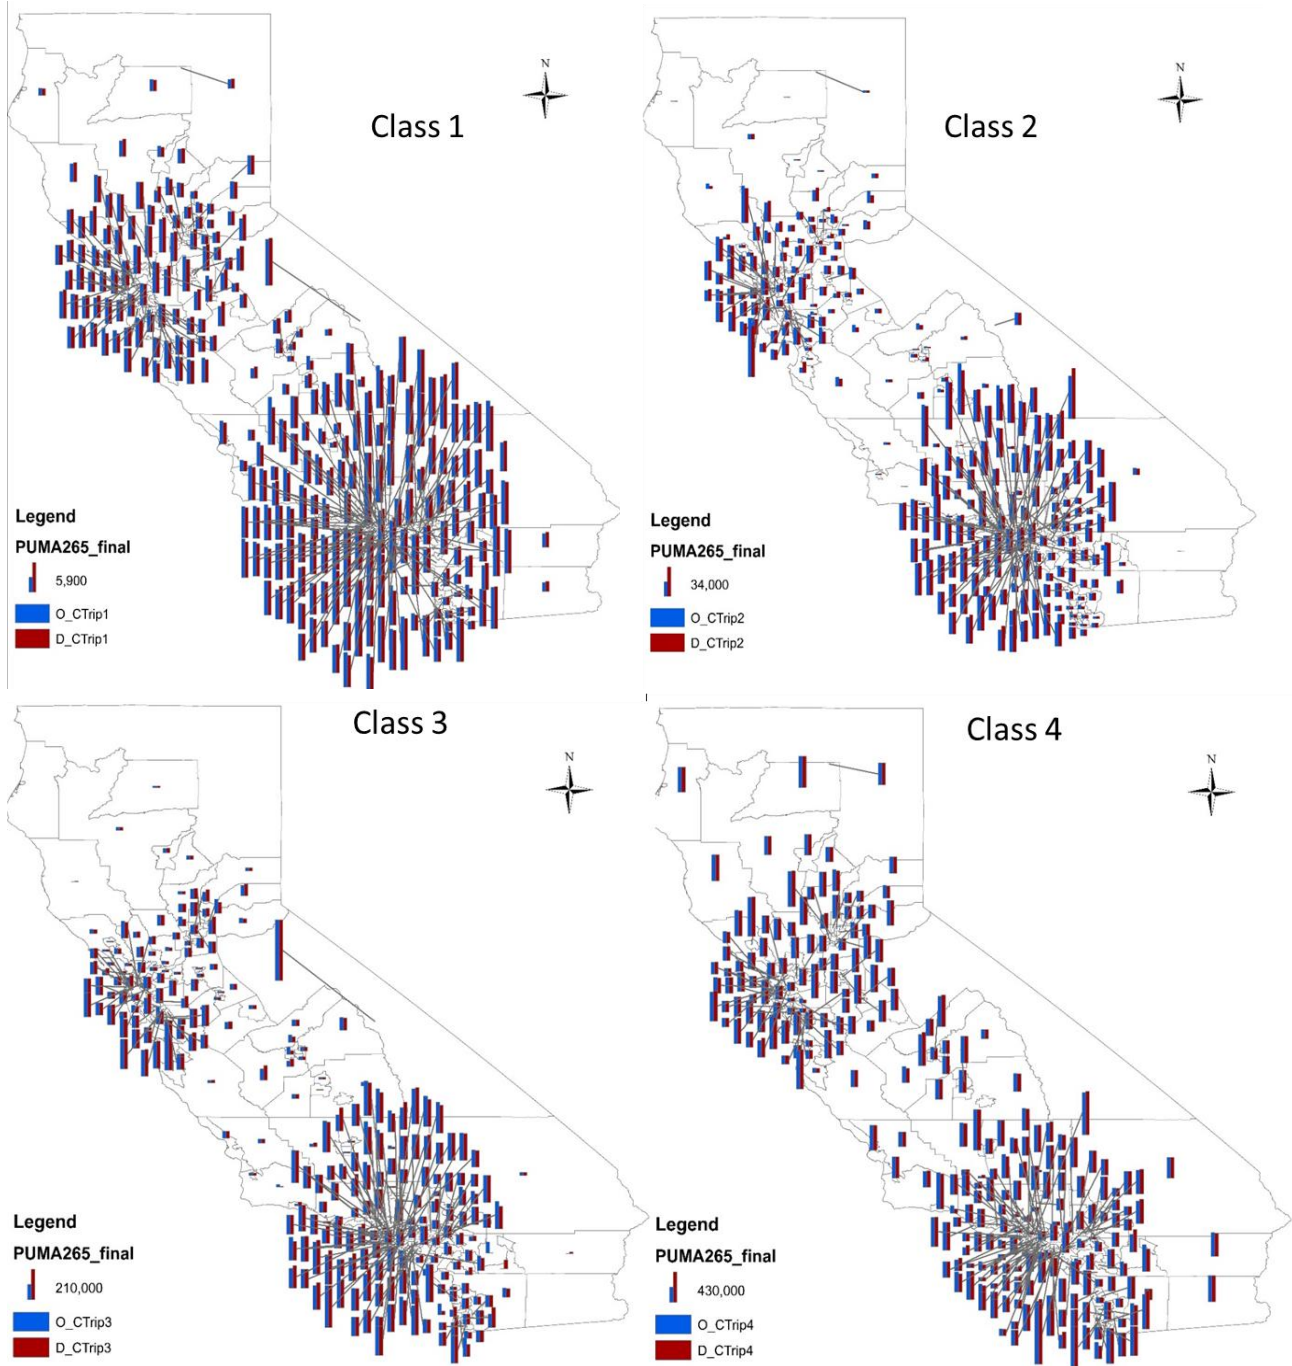 N
Class 1
Legend
PUMA265_final
5,900
O_CTrip1
D_CTrip1
N
Class 2
Legend
PUMA265_final
34,000
O_CTrip2
D_CTrip2
Class 3
N
Legend
PUMA265_final
210,000
O_CTrip3
D_CTrip3
Class 4
N
Legend
PUMA265_final
430,000
O_CTrip4
D_CTrip4